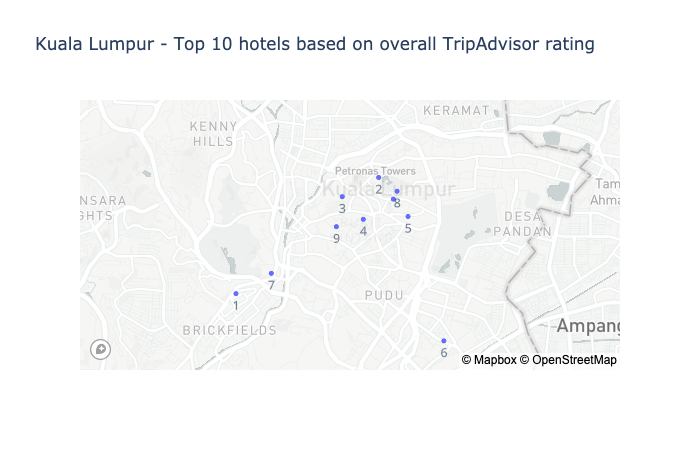 Kuala Lumpur - Top 10 hotels based on overall TripAdvisor rating
KERAMAT
KENNY
HILLS
Petronas Towers
2
Kuala Lumpur
8
3
NSARA
GHTS
Tam
Ahma
DESA
PANDAN
5
4
9
7
PUDU
1
BRICKFIELDS
Ampang
6
© Mapbox © OpenStreetMap